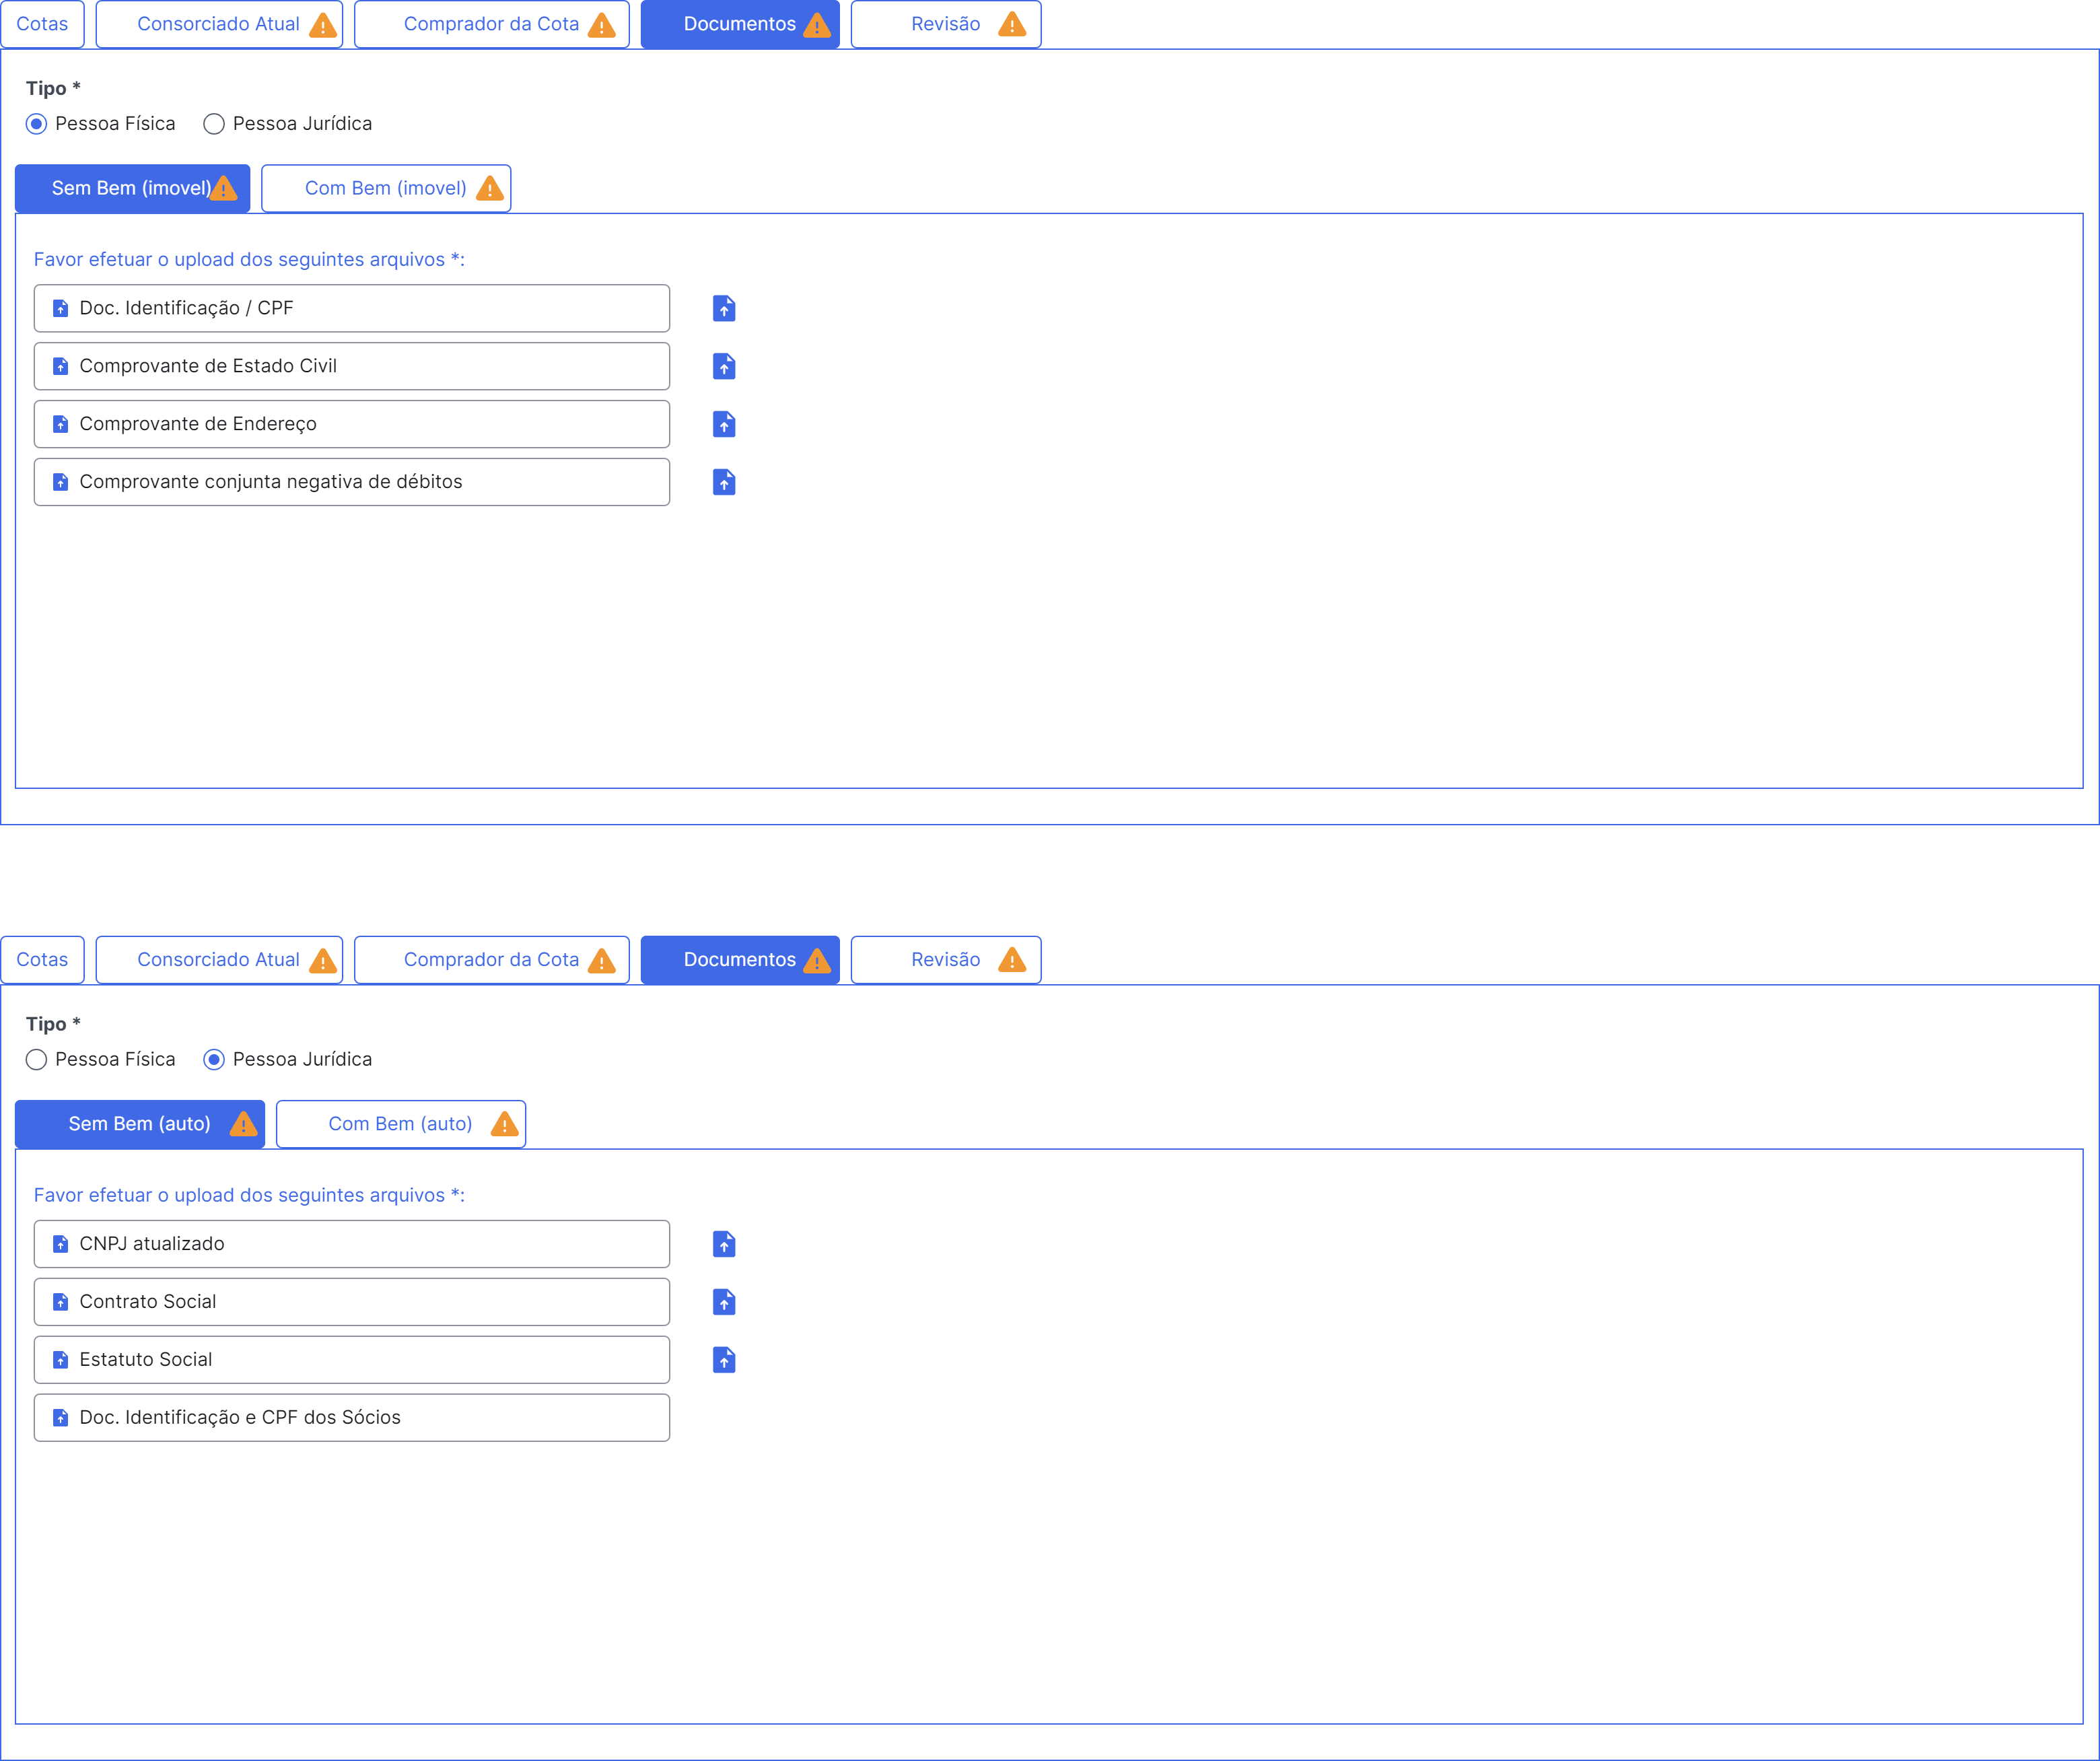 Cotas Consorciado Atual Comprador da Cota Documentos Revisão
Tipo *
Pessoa Física Pessoa Jurídica
Sem Bem (imovel) Com Bem (imovel)
Favor efetuar o upload dos seguintes arquivos *:
Doc. Identificação / CPF
Comprovante de Estado Civil
Comprovante de Endereço
Comprovante conjunta negativa de débitos
Cotas Consorciado Atual Comprador da Cota Documentos Revisão
Tipo *
Pessoa Física Pessoa Jurídica
Sem Bem (auto) Com Bem (auto)
Favor efetuar o upload dos seguintes arquivos *:
CNPJ atualizado
Contrato Social
Estatuto Social
Doc. Identificação e CPF dos Sócios